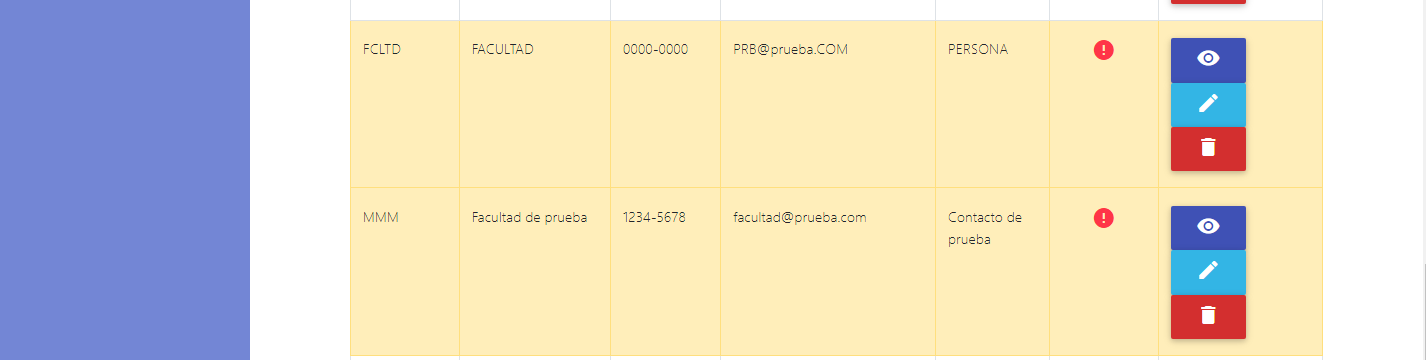 FCLTD FACULTAD 0000-0000 PRB@prueba.COM PERSONA
MMM Facultad de prueba 1234-5678 facultad@prueba.com Contacto de
prueba